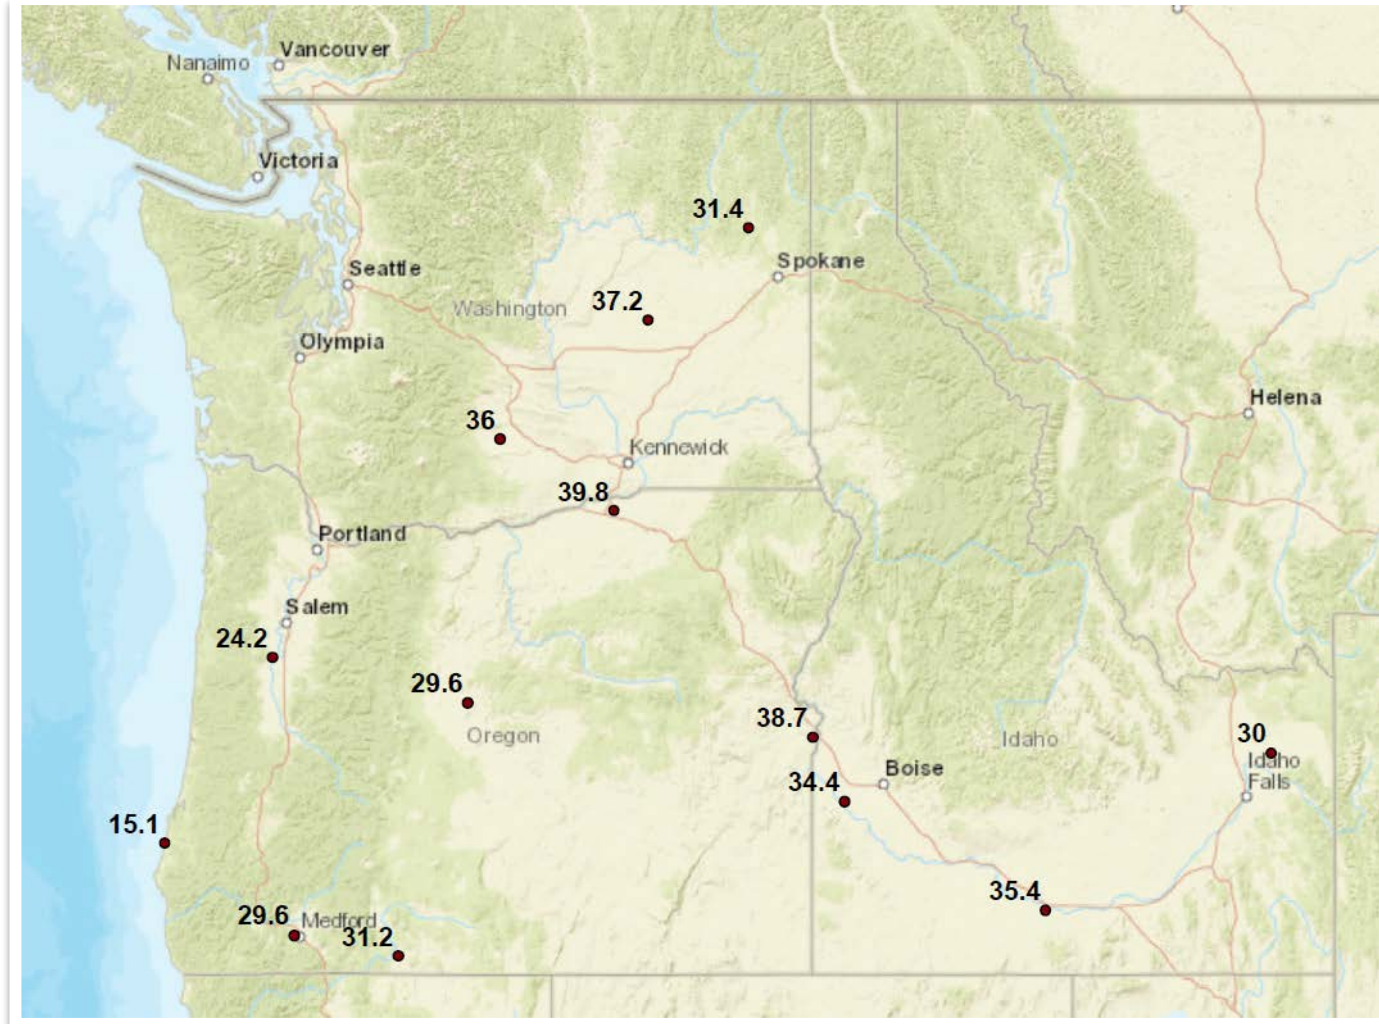 Vancouver
Nanaimo
Victoria
31.4
Spokane
Seattle
37.2
Washington
Olympia
Helena
36
Kennewick
39.8
Portland
Salem
24.2
29.6
38.7
Oregon
Idaho
30
Idaho
Falls
Boise
34.4
15.1
35.4
29.6
Medford
31.2